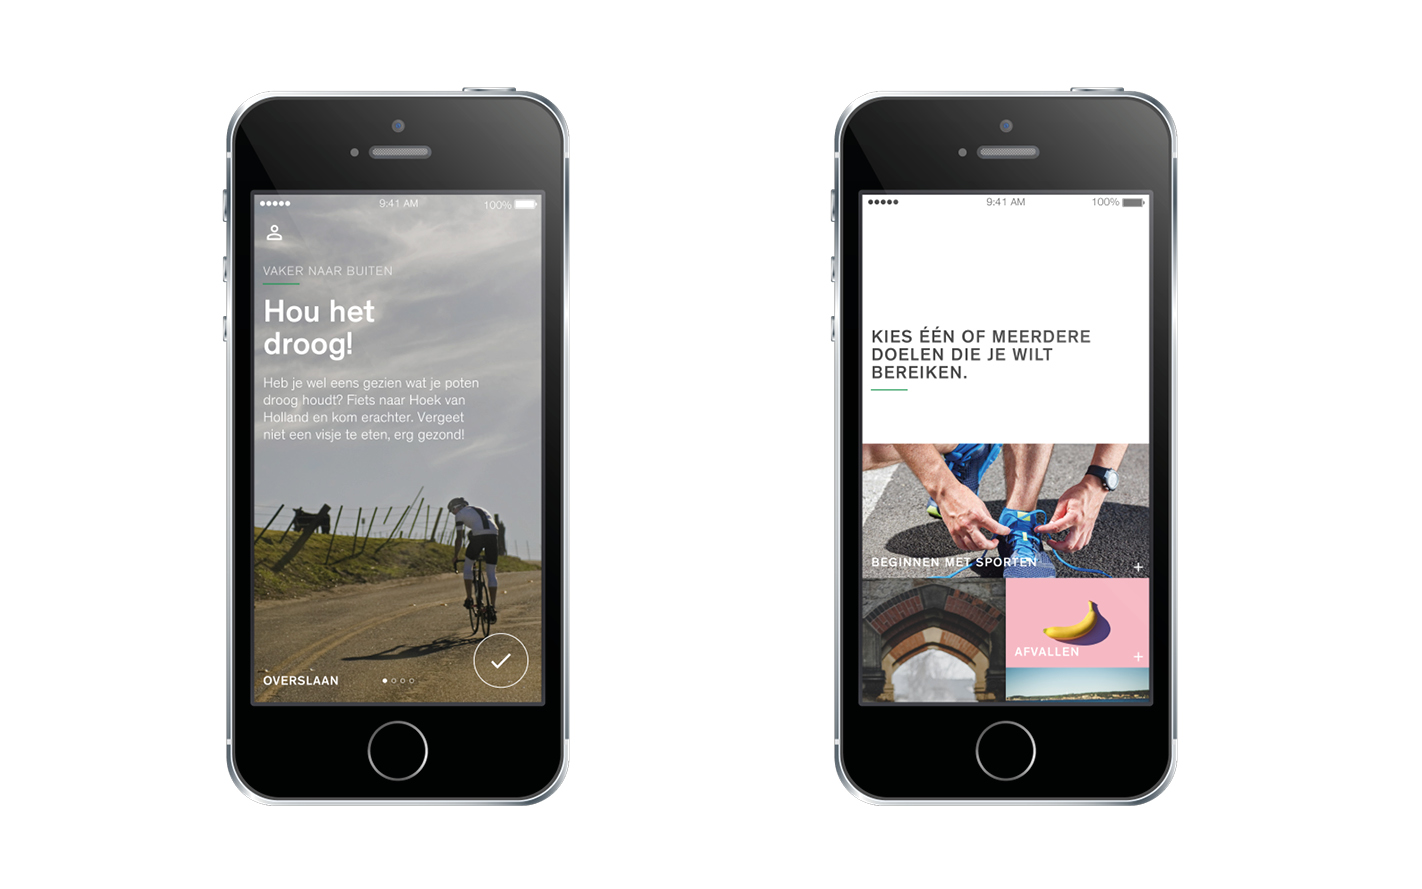 9:41 AM
100%
VAKER NAAR BUITEN
Hou het
droog!
Heb je wel eens gezien wat je poten
droog houdt? Fiets naar Hoek van
Holland en kom erachter. Vergeet
niet een visje te eten, erg gezond!
OVERSLAAN
9:41 AM
100%
KIES ÉÉN OF MEERDERE
DOELEN DIE JE WILT
BEREIKEN.
BEGINNEN MET SPORTEN
+
AFVALLEN
+